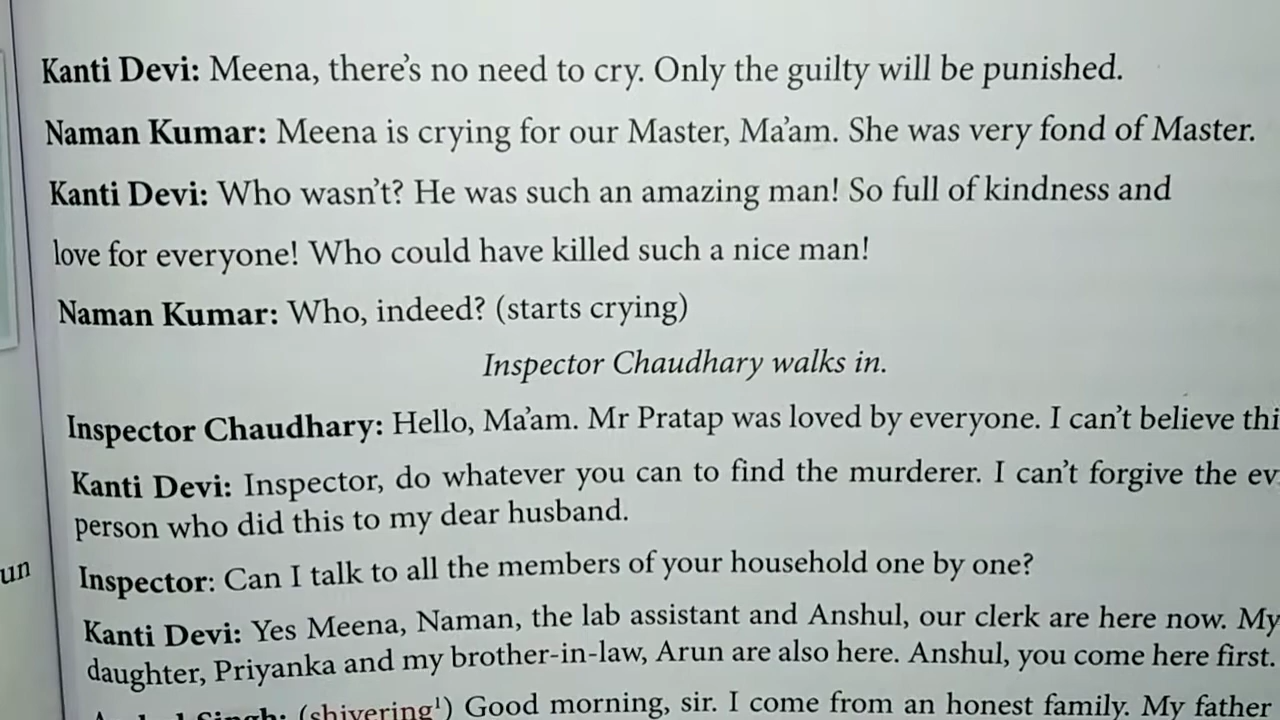 Kanti Devi: Meena, there's no need to cry. Only the guilty will be punished.
Naman Kumar: Meena is crying for our Master, Ma'am. She was very fond of Master.
Kanti Devi: Who wasn't? He was such an amazing man! So full of kindness and
love for everyone! Who could have killed such a nice man!
Naman Kumar: Who, indeed? (starts crying)
Inspector Chaudhary walks in.
Inspector Chaudhary: Hello, Ma'am. Mr Pratap was loved by everyone. I can't believe
Kanti Devi: Inspector, do whatever you can to find the murderer. I can't forgive the
person who did this to my dear husband.
Inspector: Can I talk to all the members of your household one by one?
Kanti Devi: Yes Meena, Naman, the lab assistant and Anshul, our clerk are here now. My
daughter, Priyanka and my brother-in-law, Arun are also here. Anshul, you come here first.
Singh: (shivering¹) Good morning, sir. I come from an honest family. My father